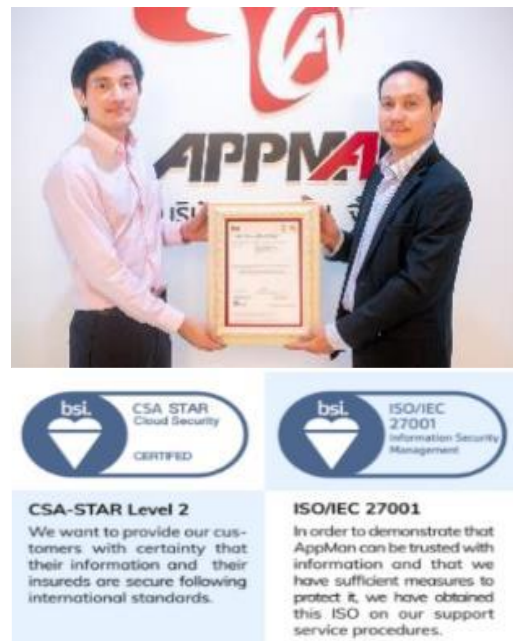 APPMA
bsi.
CSA STAR
Cloud Security
CERTIFED
bsi.
ISO/IEC
27001
Information Security
Management
CSA-STAR Level 2
We want to provide our cus-
tomers with certainty that
their information and their
insureds are secure following
international standards.
ISO/IEC 27001
In order to demonstrate that
AppMan can be trusted with
information and that we
have sufficient measures to
protect it, we have obtained
this ISO on our support
service procedures.